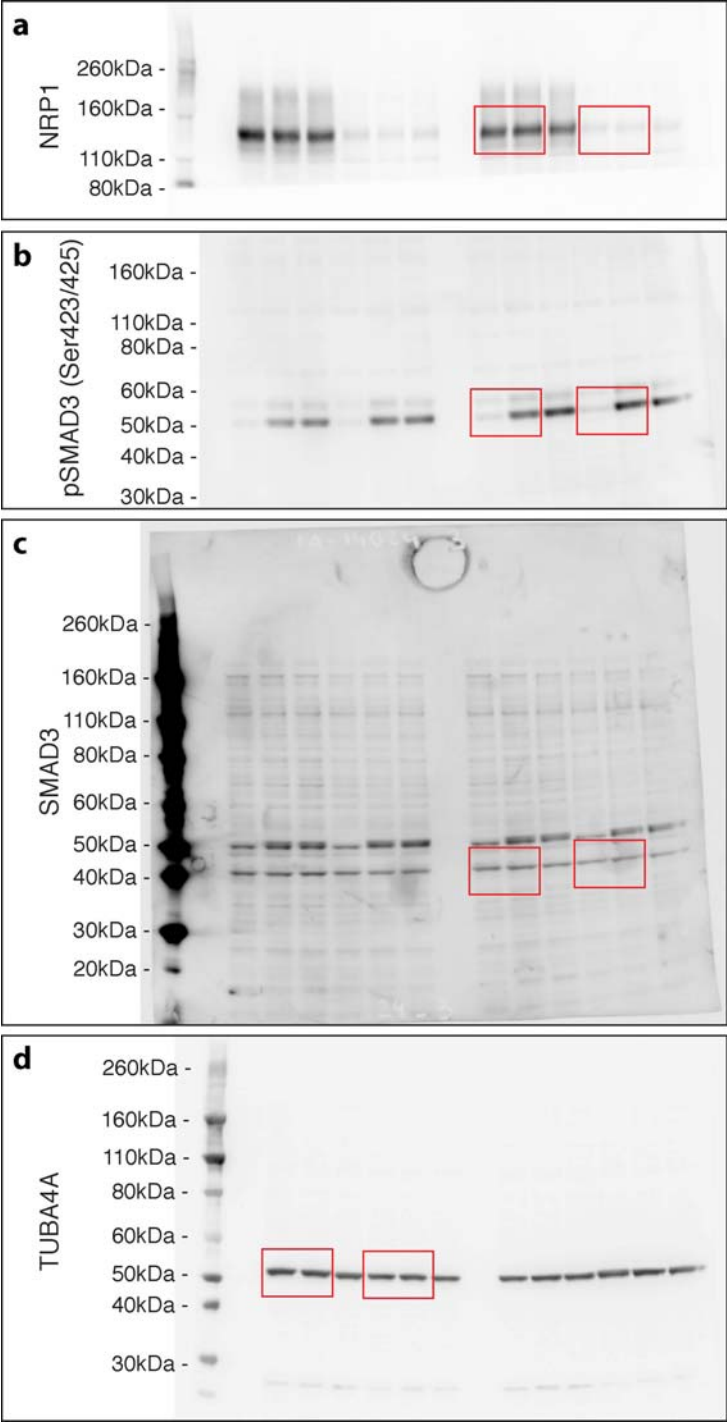 a
NRP1
260kDa -
160kDa -
110kDa -
80kDa -
b
pSMAD3 (Ser423/425)
160kDa -
110kDa -
80kDa -
60kDa -
50kDa -
40kDa -
30kDa -
c
SMAD3
260kDa -
160kDa -
110kDa -
80kDa -
60kDa -
50kDa -
40kDa -
30kDa -
20kDa -
d
TUBA4A
260kDa -
160kDa -
110kDa -
80kDa -
60kDa -
50kDa -
40kDa -
30kDa -